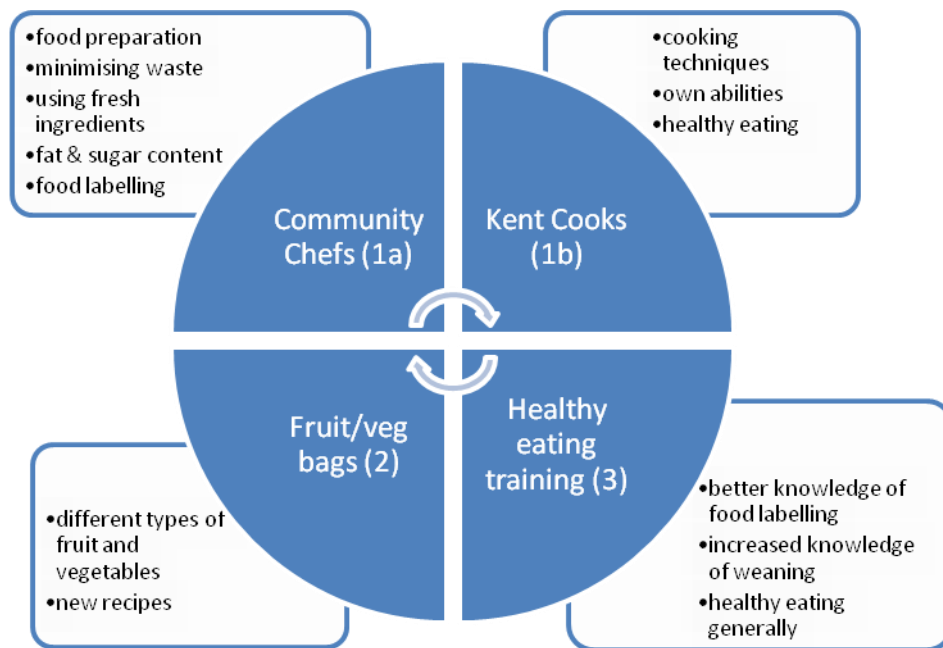 •food preparation
•minimising waste
•using fresh
ingredients
•fat & sugar content
•food labelling
•cooking
techniques
•own abilities
•healthy eating
Community
Chefs (1a)
Kent Cooks
(1b)
Fruit/veg
bags (2)
Healthy
eating
training (3)
•different types of
fruit and
vegetables
•new recipes
•better knowledge of
food labelling
•increased knowledge
of weaning
•healthy eating
generally